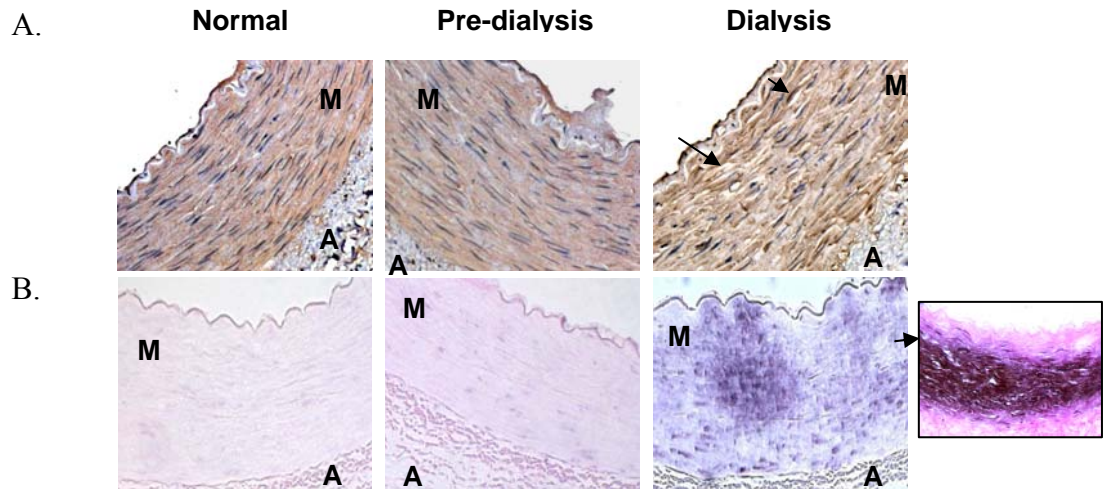 A. Normal Pre-dialysis Dialysis
M M M
A A A
B.
M M M
A A A